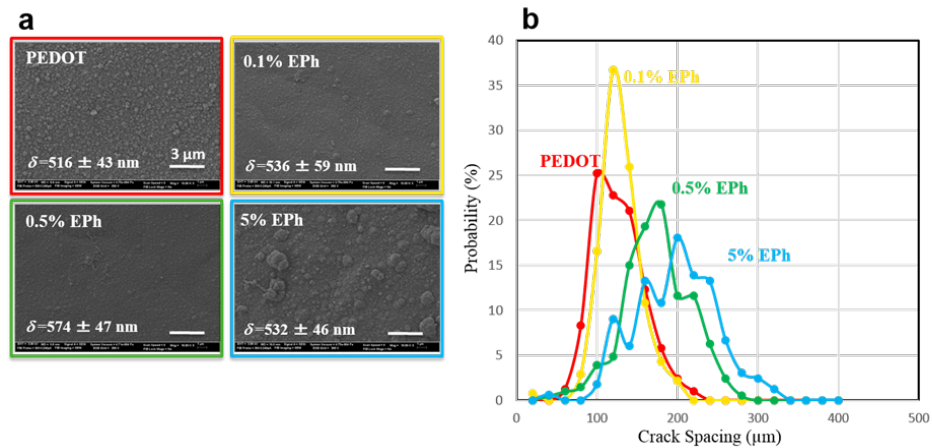 a
PEDOT
δ=516 ± 43 nm
3 μm
0.1% EPh
δ=536 ± 59 nm
0.5% EPh
δ=574 ± 47 nm
5% EPh
δ=532 ± 46 nm
b
40
35
30
25
20
15
10
5
0
Probability (%)
0.1% EPh
PEDOT
0.5% EPh
5% EPh
0
100
200
300
400
500
Crack Spacing (μm)